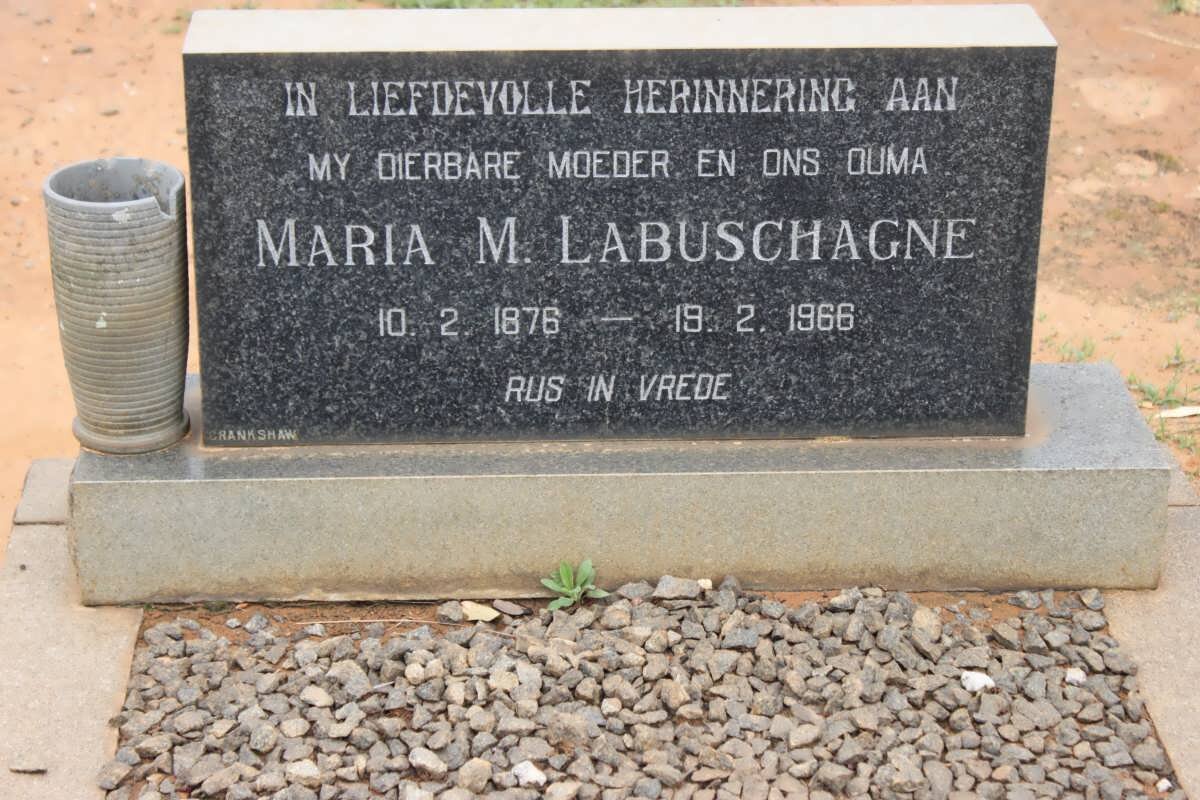 IN LIEFDEVOLLE HERINNERING AAN
MY DIERBARE MOEDER EN ONS OUMA
MARIA M. LABUSCHAGNE
10. 2. 1876 — 19. 2. 1966
RUS IN VREDE
CRANKSHAW